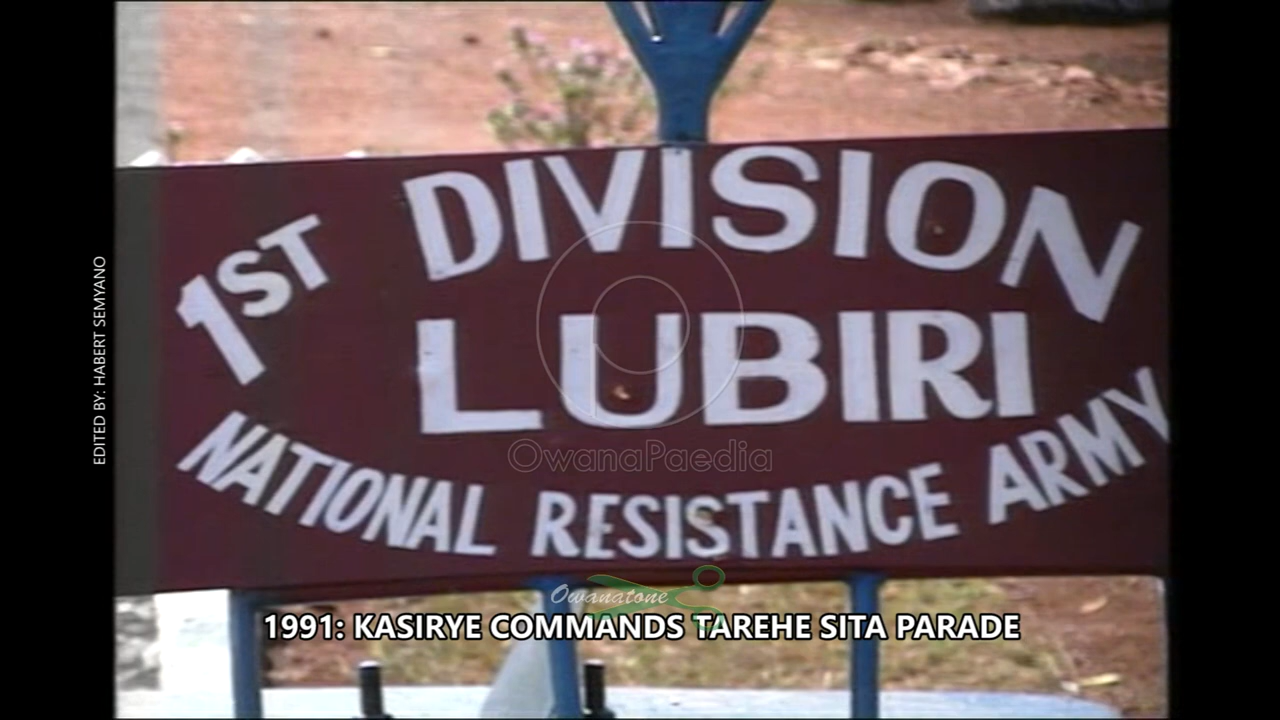 1ST DIVISION
LUBIRI
NATIONAL RESISTANCE ARMY
OwanaPaedia
Owanatone
1991: KASIRYE COMMANDS TAREHE SITA PARADE
EDITED BY: HABERT SEMYANO